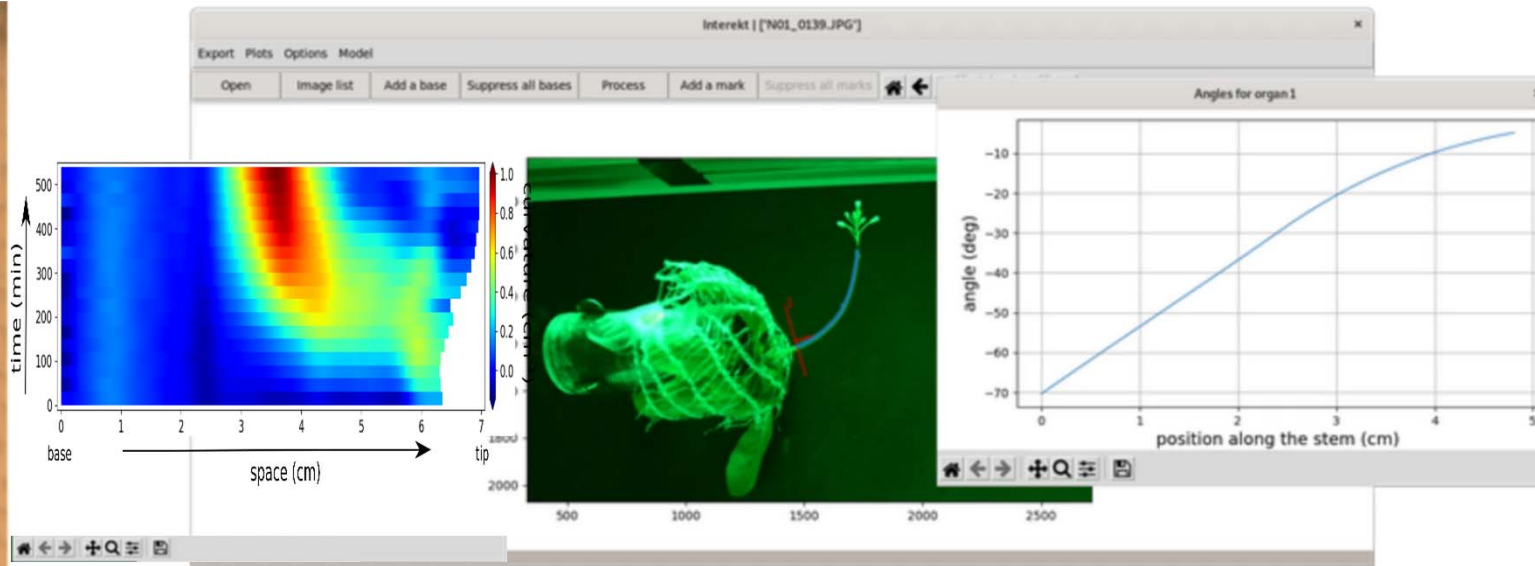 Interekt | ['N01_0139.JPG']
Export Plots Options Model
Open Image list Add a base Suppress all bases Process Add a mark Suppress all marks
Angles for organ 1
500
400
300
200
100
0
time (min)
0 1 2 3 4 5 6 7
base
tip
space (cm)
1.0
0.8
0.6
0.4
0.2
0.0
1800
2000
500 1000 1500 2000 2500
−10
−20
−30
−40
−50
−60
−70
angle (deg)
0 1 2 3 4 5
position along the stem (cm)